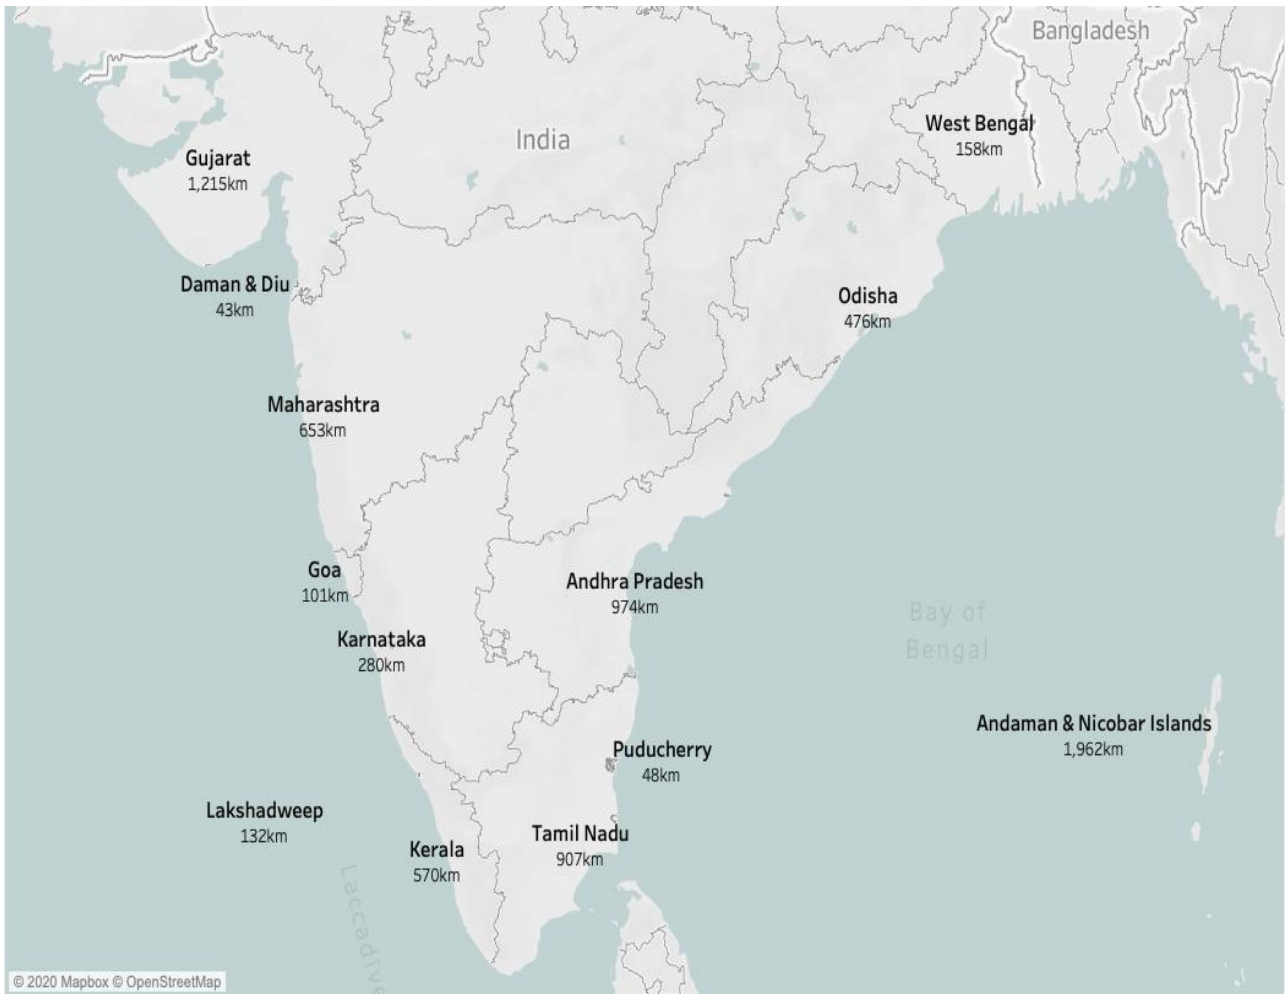 Bangladesh
West Bengal
158km
India
Gujarat
1,215km
Daman & Diu
43km
Odisha
476km
Maharashtra
653km
Goa
101km
Andhra Pradesh
974km
Karnataka
280km
Bay of
Bengal
Andaman & Nicobar Islands
1,962km
Puducherry
48km
Lakshadweep
132km
Tamil Nadu
907km
Kerala
570km
Laccadive
© 2020 Mapbox © OpenStreetMap